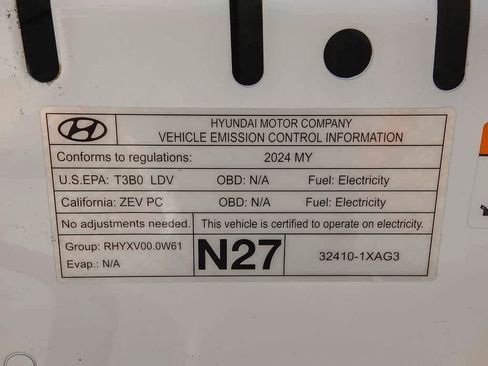 HYUNDAI MOTOR COMPANY
VEHICLE EMISSION CONTROL INFORMATION
Conforms to regulations: 2024 MY
U.S.EPA: T3B0 LDV OBD: N/A Fuel: Electricity
California: ZEV PC OBD: N/A Fuel: Electricity
No adjustments needed. This vehicle is certified to operate on electricity.
Group: RHYXV00.0W61
Evap.: N/A
N27
32410-1XAG3